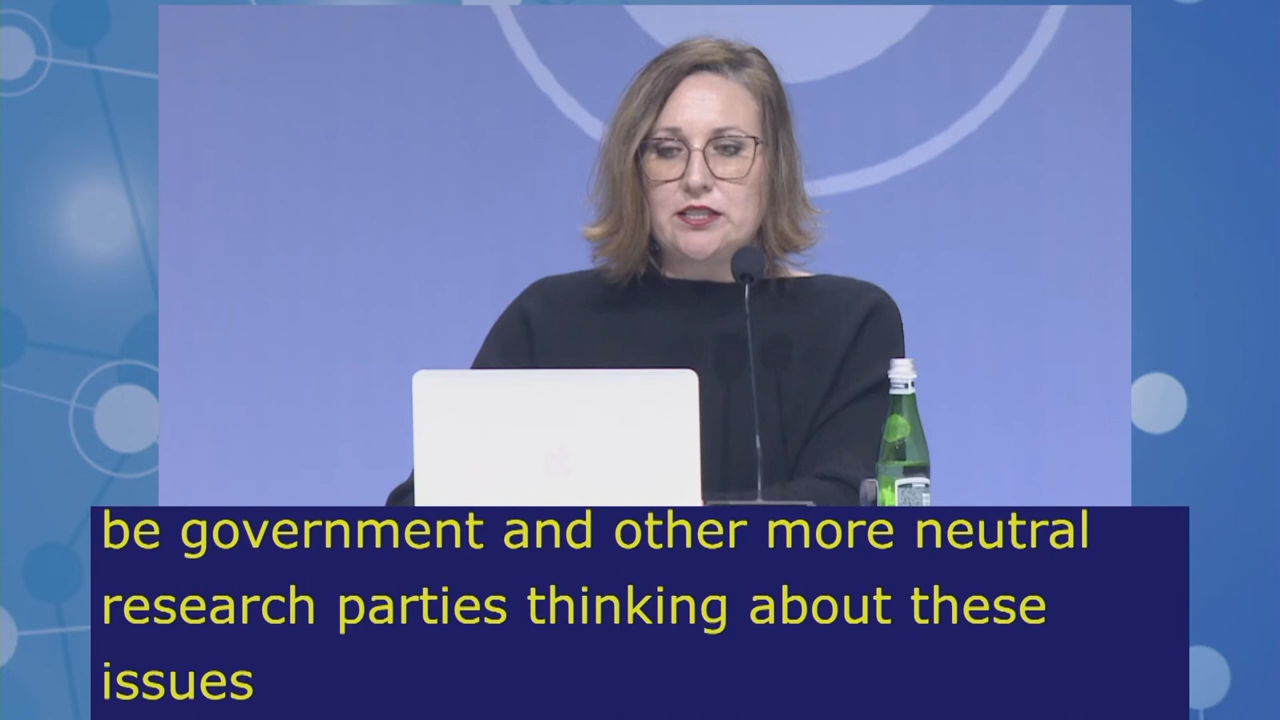 be government and other more neutral
research parties thinking about these
issues